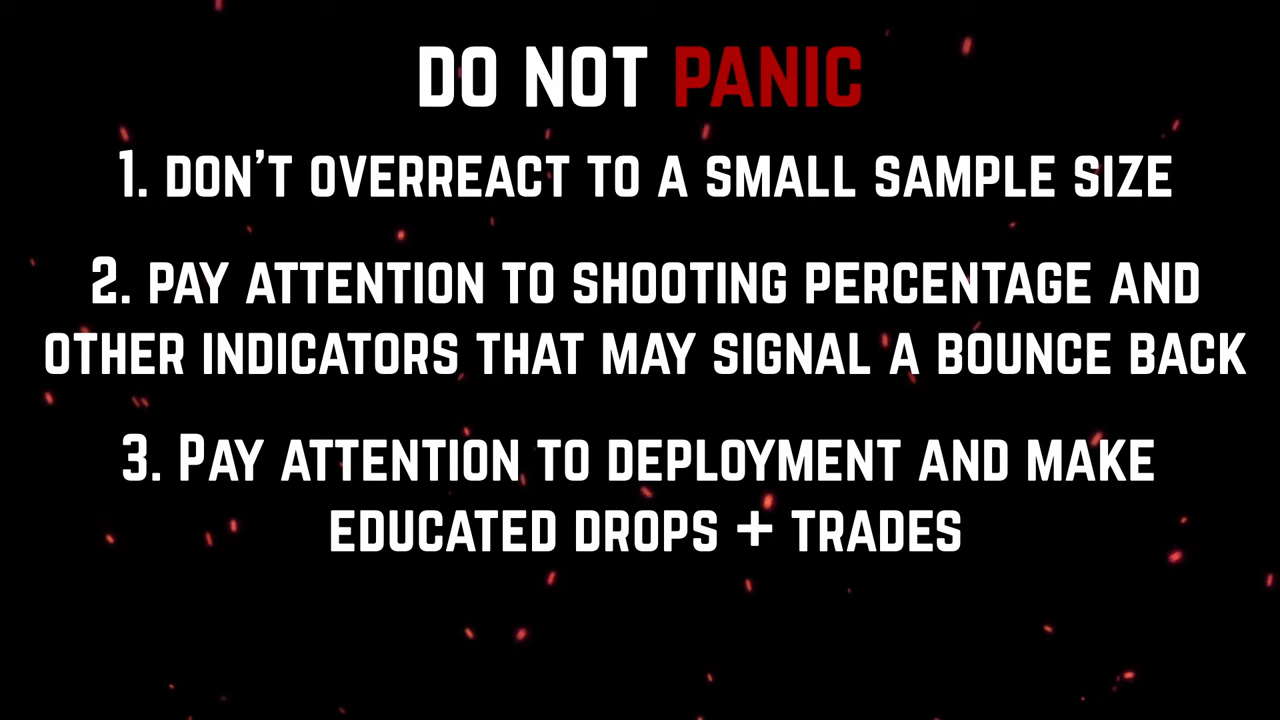 DO NOT PANIC
1. DON'T OVERREACT TO A SMALL SAMPLE SIZE
2. PAY ATTENTION TO SHOOTING PERCENTAGE AND
OTHER INDICATORS THAT MAY SIGNAL A BOUNCE BACK
3. PAY ATTENTION TO DEPLOYMENT AND MAKE
EDUCATED DROPS + TRADES